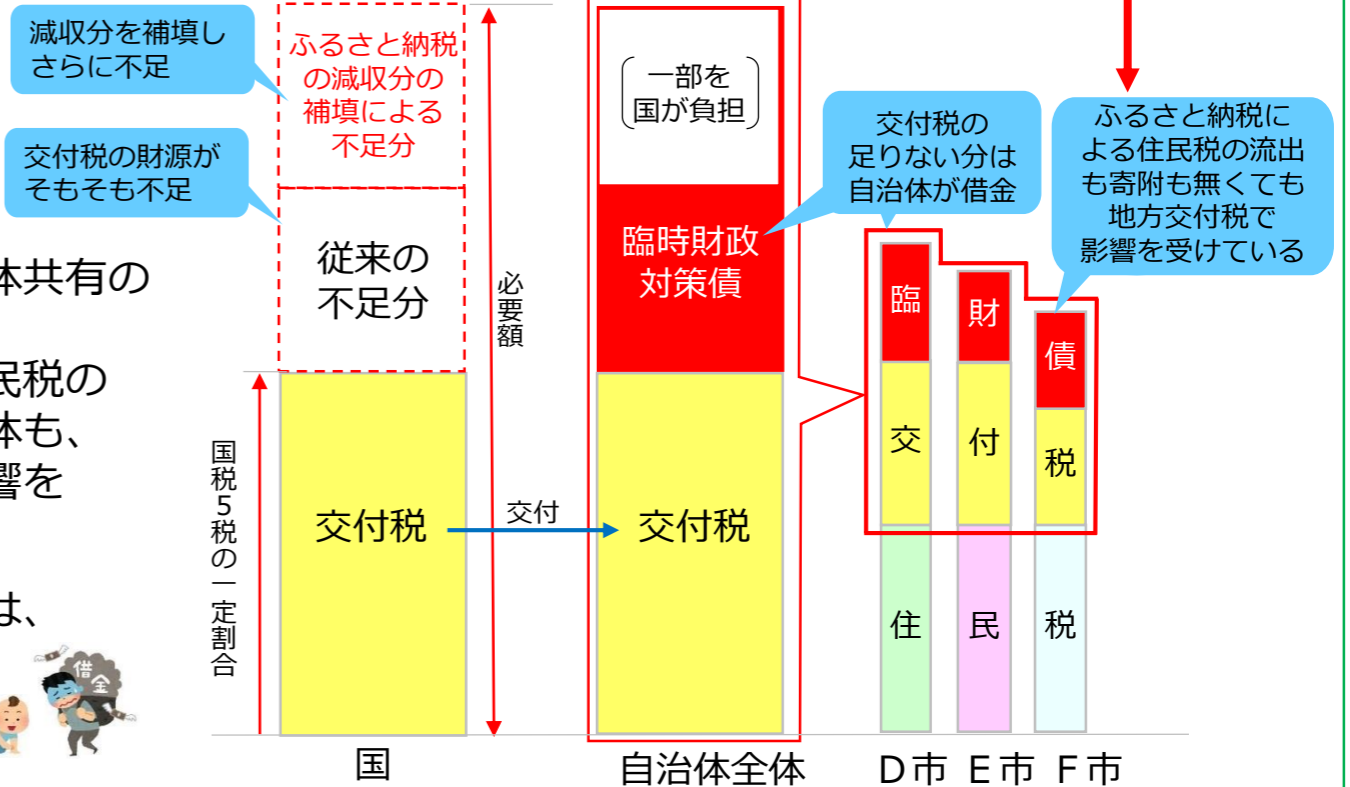 減収分を補填し
さらに不足
交付税の財源が
そもそも不足
体共有の
民税の
体も、
響を
は、
借金
ふるさと納税
の減収分の
補填による
不足分
従来の
不足分
交付税
国税5税の一定割合
必要額
交付
国
一部を
国が負担
臨時財政
対策債
交付税
自治体全体
交付税の
足りない分は
自治体が借金
ふるさと納税に
よる住民税の流出
も寄附も無くても
地方交付税で
影響を受けている
臨財債
交付税
住民税
D市 E市 F市